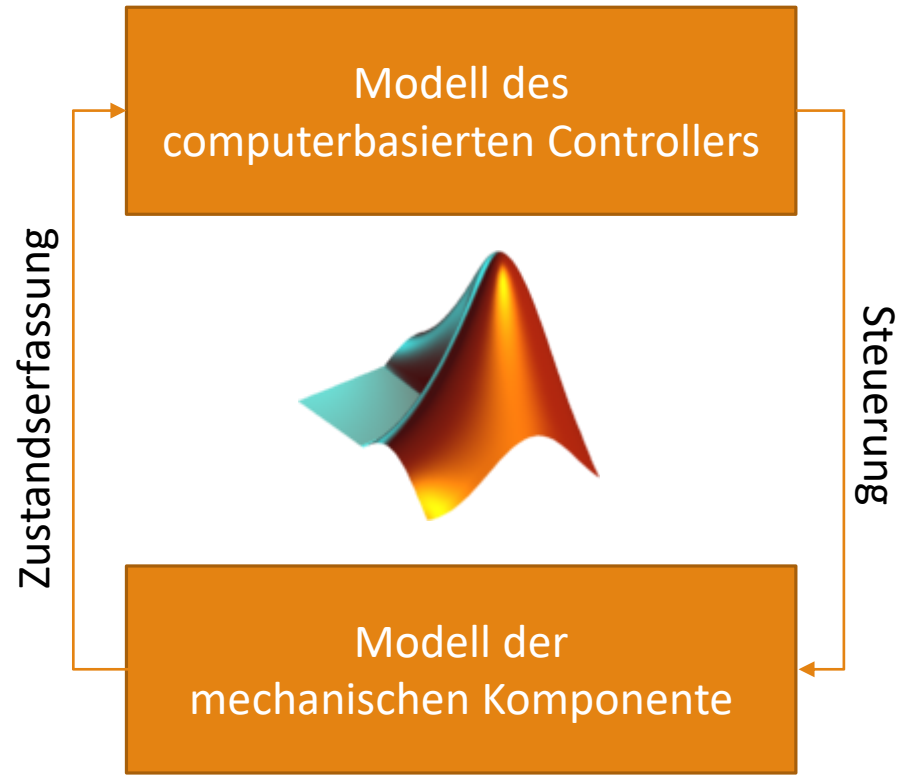 Modell des
computerbasierten Controllers
Zustandserfassung
Steuerung
Modell der
mechanischen Komponente